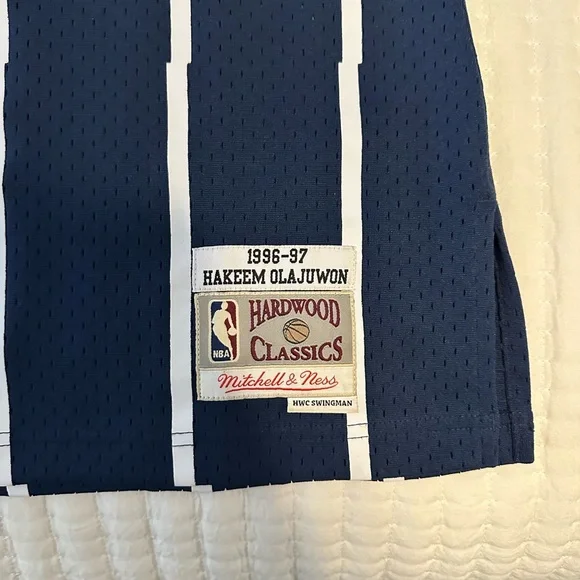 1996-97
HAKEEM OLAJUWON
HARDWOOD
NBA
CLASSICS
Mitchell & Ness
HWC SWINGMAN